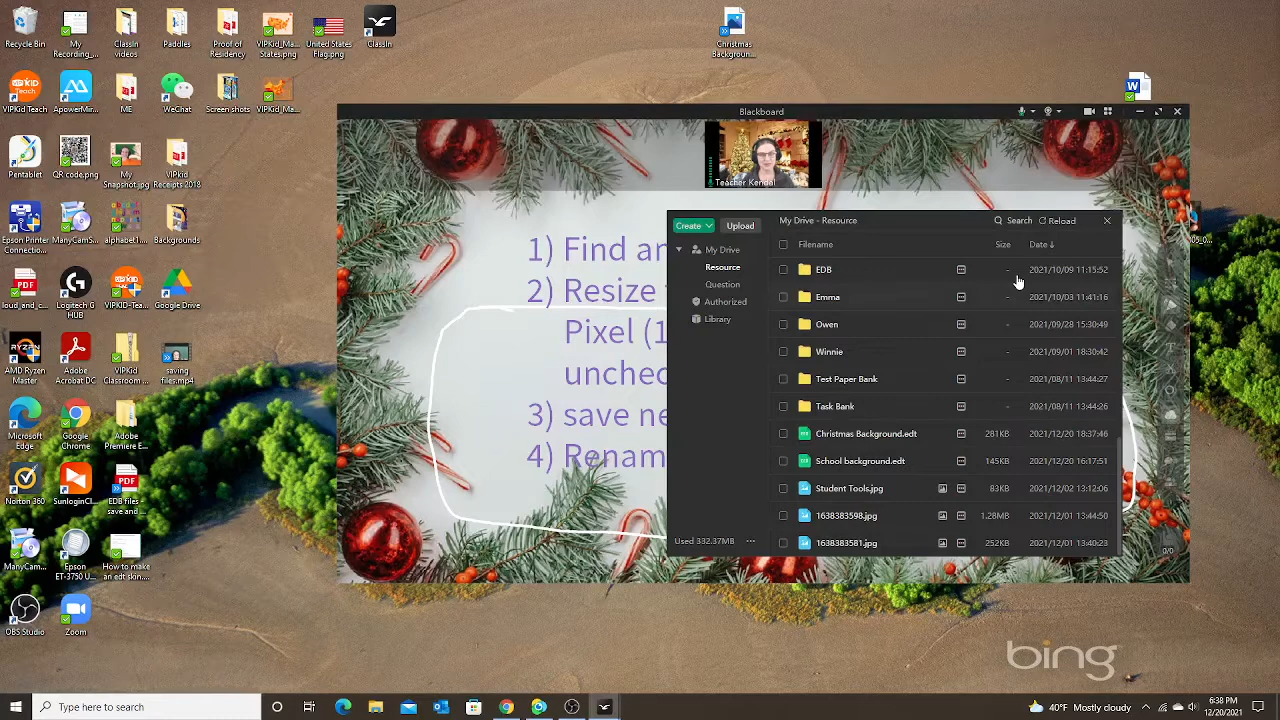 Recycle Bin
My Recording_...
ClassIn videos
Paddles
Proof of Residency
VIPKid_Ma... States.png
United States Flag.png
ClassIn
Christmas Backgroun...
VIPKid Teach
ApowerMir...
ME
WeChat
Screen shots
VIPKid_Ma...
Blackboard
Teacher Kendel
Pentablet
QR code.png
My Snapshot.jpg
VIPKid Receipts 2018
Epson Printer Connectio...
ManyCam...
alphabet1...
Backgrounds
loud_and_c...
Logitech G HUB
VIPKID-Te...
Google Drive
AMD Ryzen Master
Acrobat DC
VIPKid classroom ...
saving files.mp4
Microsoft Edge
Google Chrome
Adobe Premiere E...
Norton 360
SunloginCl...
EDB files - save and ...
ManyCam...
Epson ET-3750 U...
How to make an edt skin...
OBS Studio
Zoom
1) Find an
2) Resize
Pixel (1
unchec
3) save ne
4) Renam
Create
Upload
My Drive - Resource
Search
Reload
My Drive
Resource
Question
Authorized
Library
Used 332.37MB
Filename Size Date ↓
EDB - 2021/10/09 11:15:52
Emma - 2021/10/03 11:41:16
Owen - 2021/09/28 15:30:49
Winnie - 2021/09/01 18:30:42
Test Paper Bank - 2021/08/11 13:44:27
Task Bank - 2021/08/11 13:44:26
Christmas Background.edt 281KB 2021/12/20 18:37:46
School background.edt 145KB 2021/12/20 16:17:51
Student Tools.jpg 83KB 2021/12/02 13:12:06
1638383598.jpg 1.28MB 2021/12/01 13:44:50
1638383581.jpg 252KB 2021/12/01 13:40:23
0/0
bing
Type here to search
40°F Mostly cloudy
6:38 PM
12/20/2021